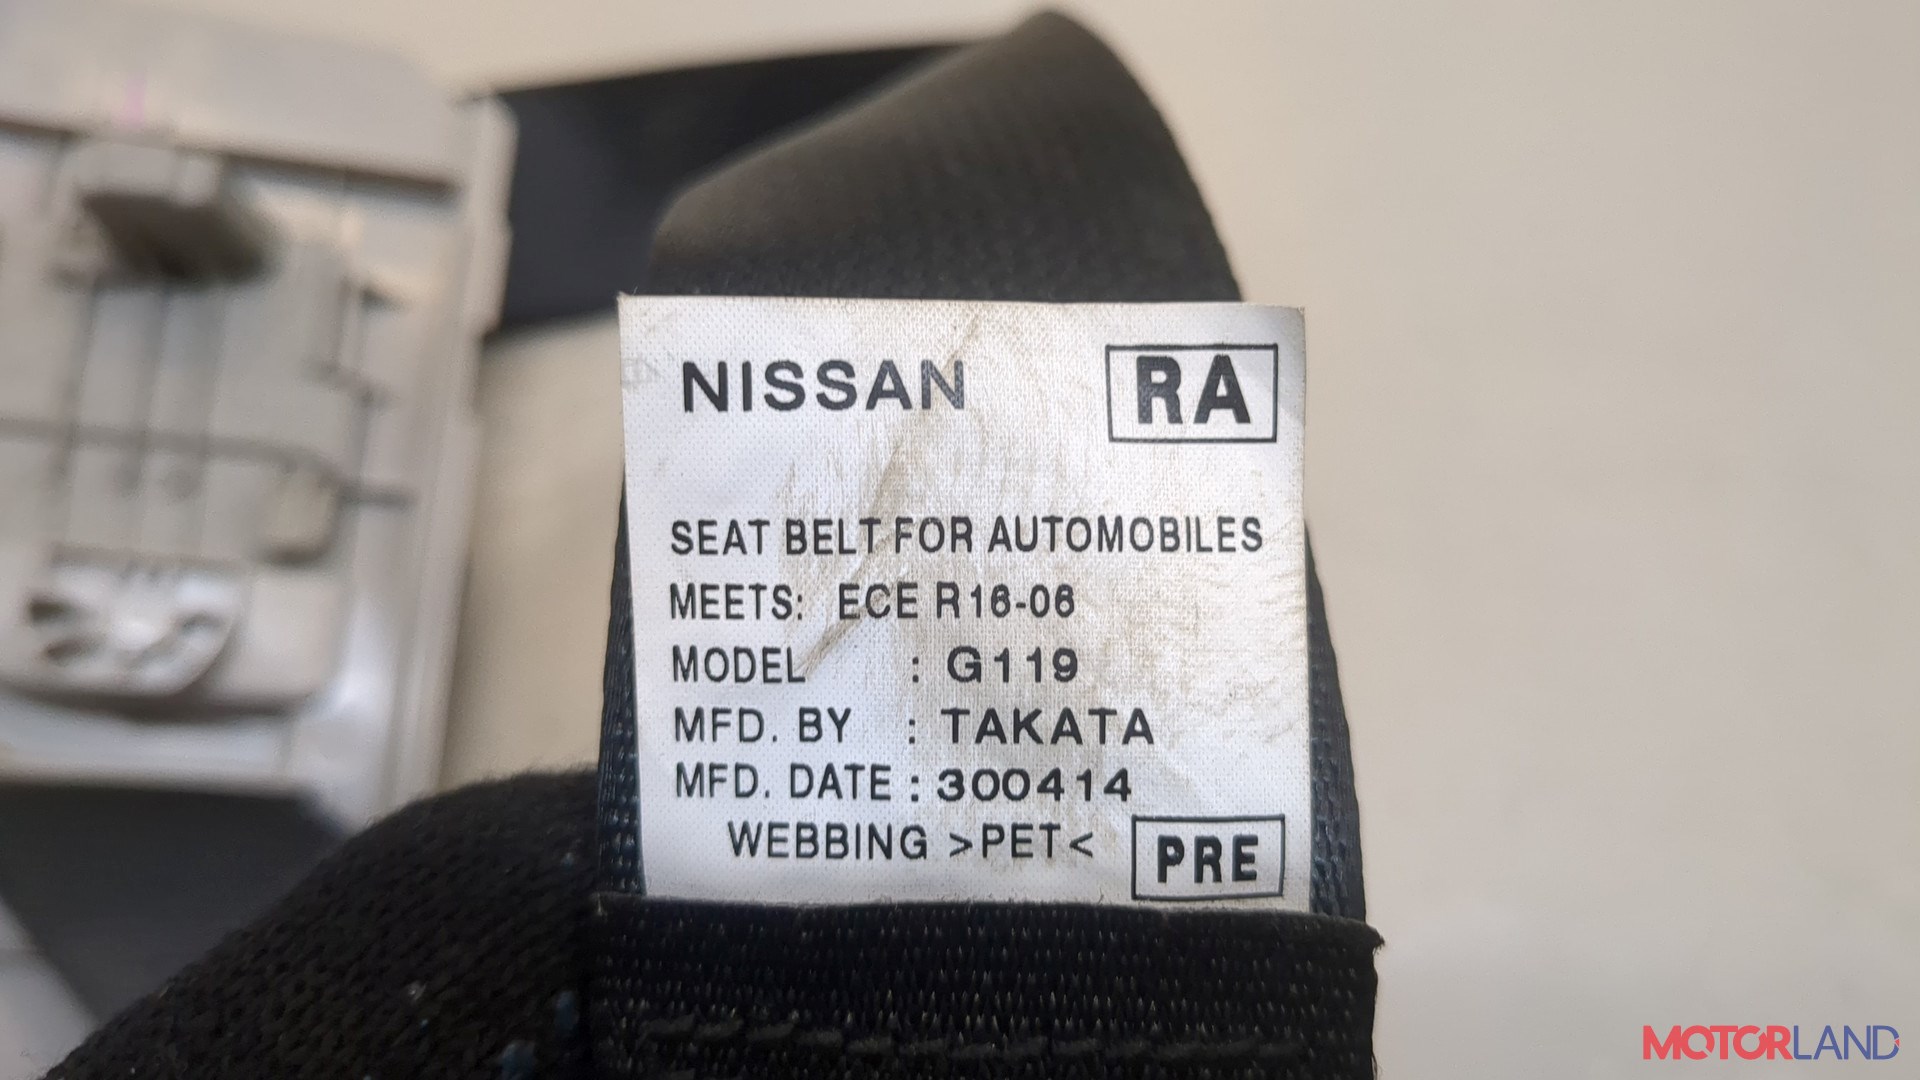 NISSAN RA
SEAT BELT FOR AUTOMOBILES
MEETS: ECE R16-06
MODEL : G119
MFD. BY : TAKATA
MFD. DATE : 300414
WEBBING >PET< PRE
MOTORLAND